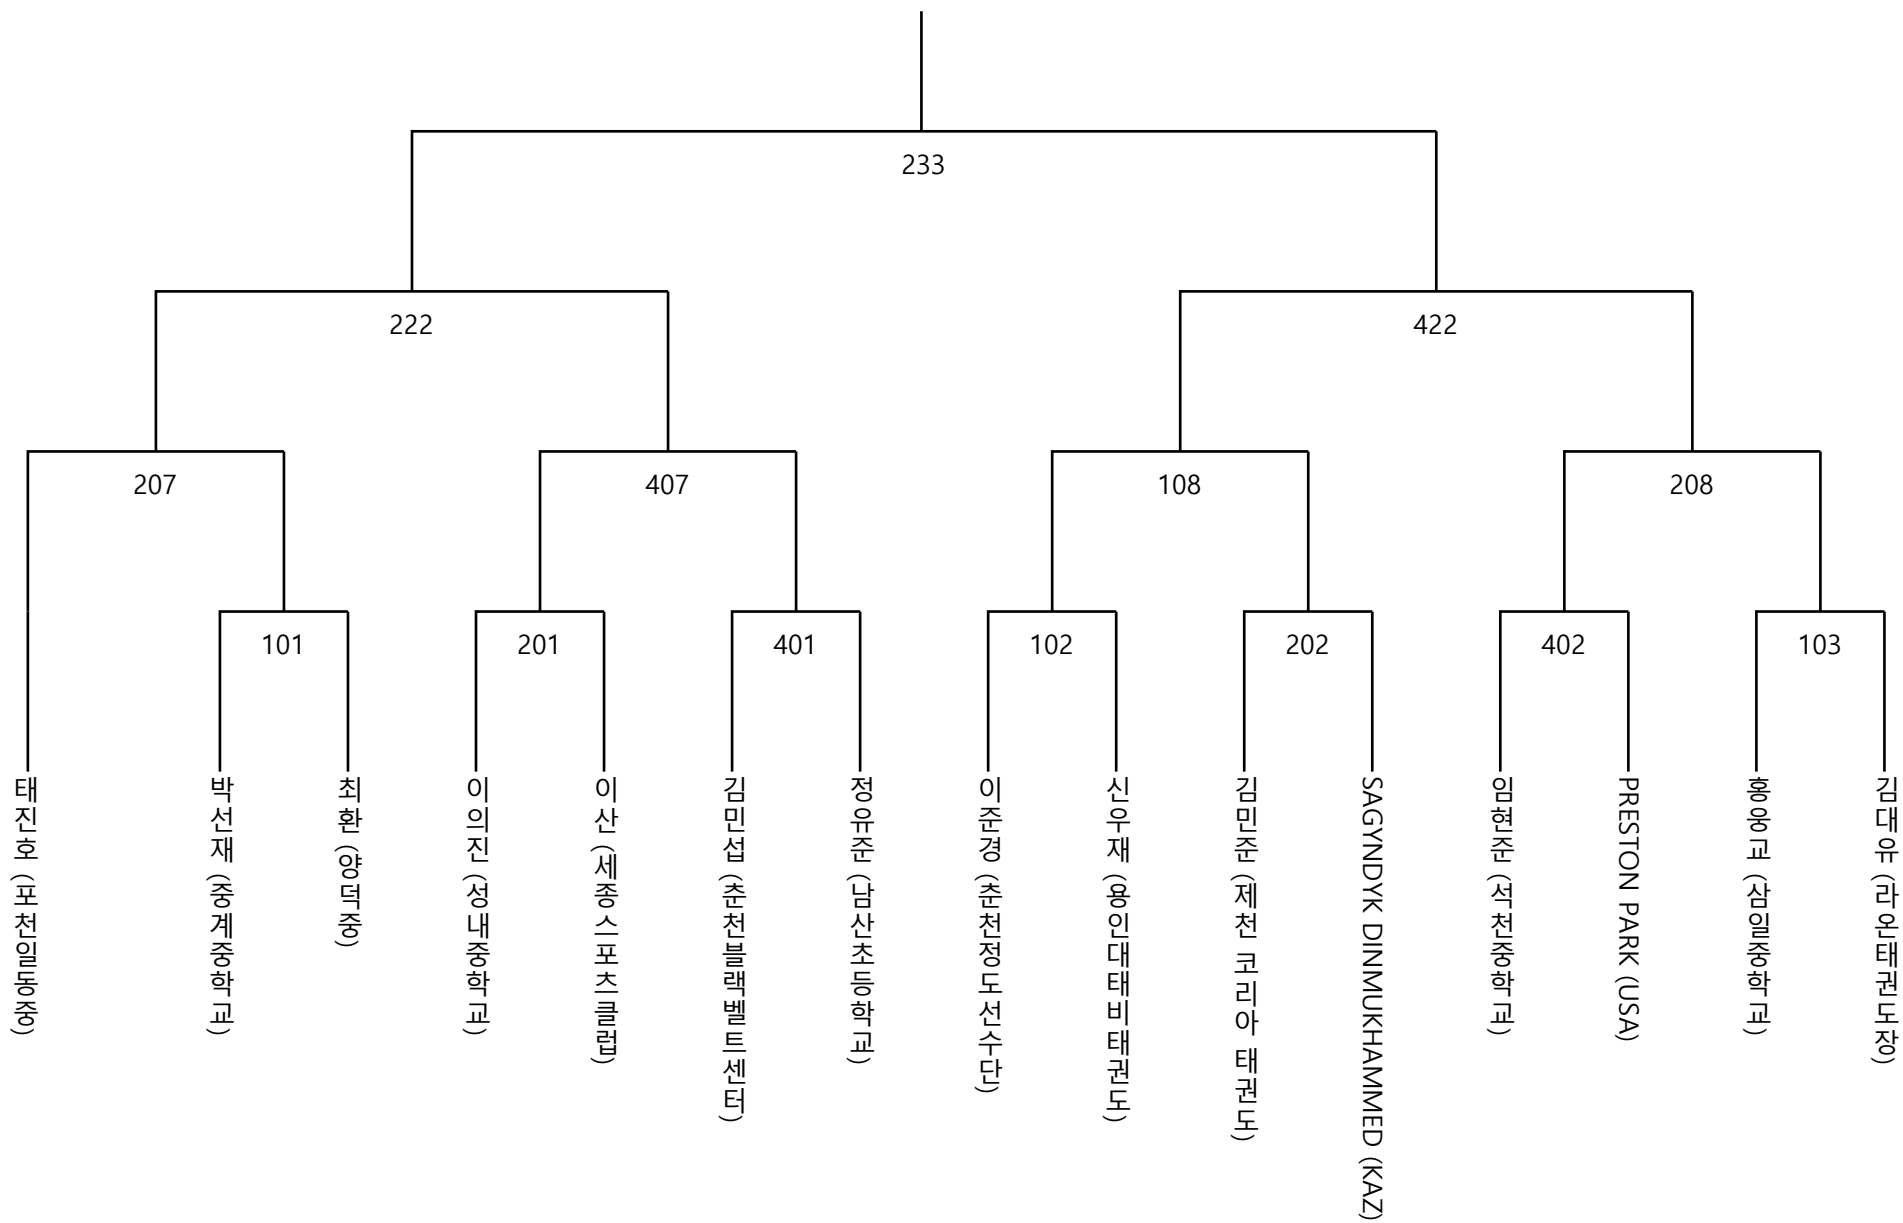 233
222
422
207
407
108
208
101
201
401
102
202
402
103
태진호 (포천일동중)
박선재 (중계중학교)
최환 (양덕중)
이의진 (성내중학교)
이산 (세종스포츠클럽)
김민섭 (춘천블랙벨트센터)
정유준 (남산초등학교)
이준경 (춘천정도선수단)
신우재 (용인대태비태권도)
김민준 (제천 코리아 태권도)
SAGYNDYK DINMUKHAMMED (KAZ)
임현준 (석천중학교)
PRESTON PARK (USA)
홍웅교 (삼일중학교)
김대유 (라온태권도장)